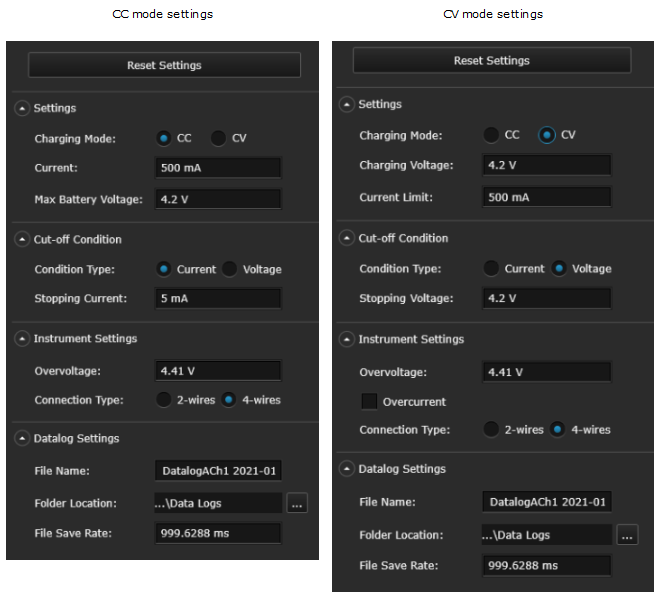 CC mode settings
Reset Settings
Settings
Charging Mode: CC CV
Current: 500 mA
Max Battery Voltage: 4.2 V
Cut-off Condition
Condition Type: Current Voltage
Stopping Current: 5 mA
Instrument Settings
Overvoltage: 4.41 V
Connection Type: 2-wires 4-wires
Datalog Settings
File Name: DatalogACh1 2021-01
Folder Location: ...\Data Logs ...
File Save Rate: 999.6288 ms
CV mode settings
Reset Settings
Settings
Charging Mode: CC CV
Charging Voltage: 4.2 V
Current Limit: 500 mA
Cut-off Condition
Condition Type: Current Voltage
Stopping Voltage: 4.2 V
Instrument Settings
Overvoltage: 4.41 V
Overcurrent
Connection Type: 2-wires 4-wires
Datalog Settings
File Name: DatalogACh1 2021-01
Folder Location: ...\Data Logs ...
File Save Rate: 999.6288 ms